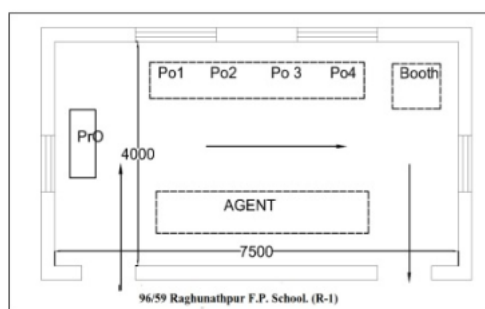 Po1 Po2 Po 3 Po4 Booth
PrO
4000
AGENT
7500
96/59 Raghunathpur F.P. School. (R-1)